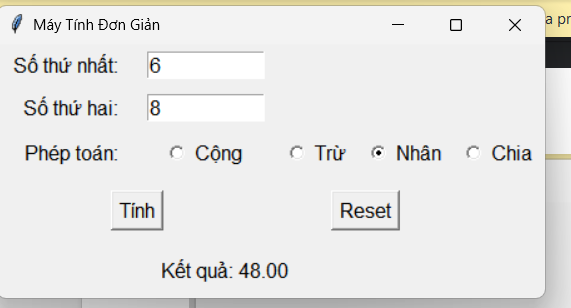 Máy Tính Đơn Giản
a pr
Số thứ nhất: 6
Số thứ hai: 8
Phép toán: Cộng Trừ Nhân Chia
Tính Reset
Kết quả: 48.00